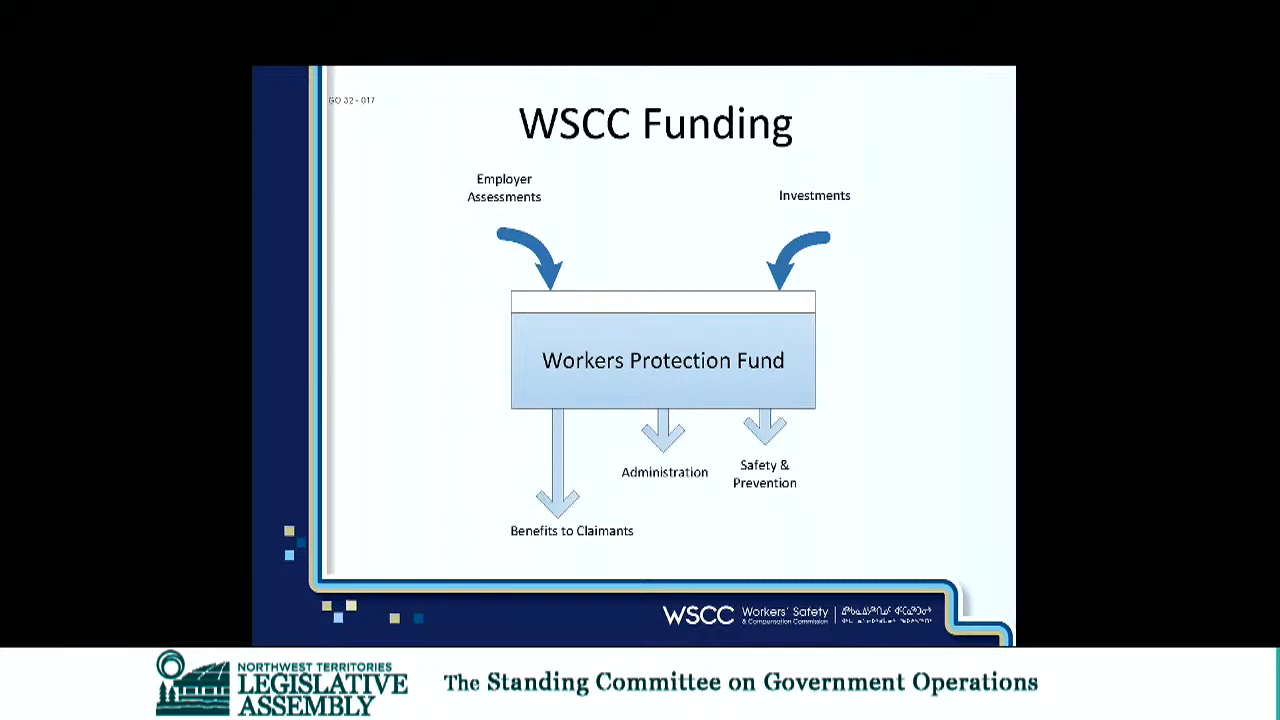 GO 32 - 017
WSCC Funding
Employer
Assessments
Investments
Workers Protection Fund
Administration
Safety &
Prevention
Benefits to Claimants
WSCC
Workers' Safety
& Compensation Commission
NORTHWEST TERRITORIES
LEGISLATIVE
ASSEMBLY
The Standing Committee on Government Operations